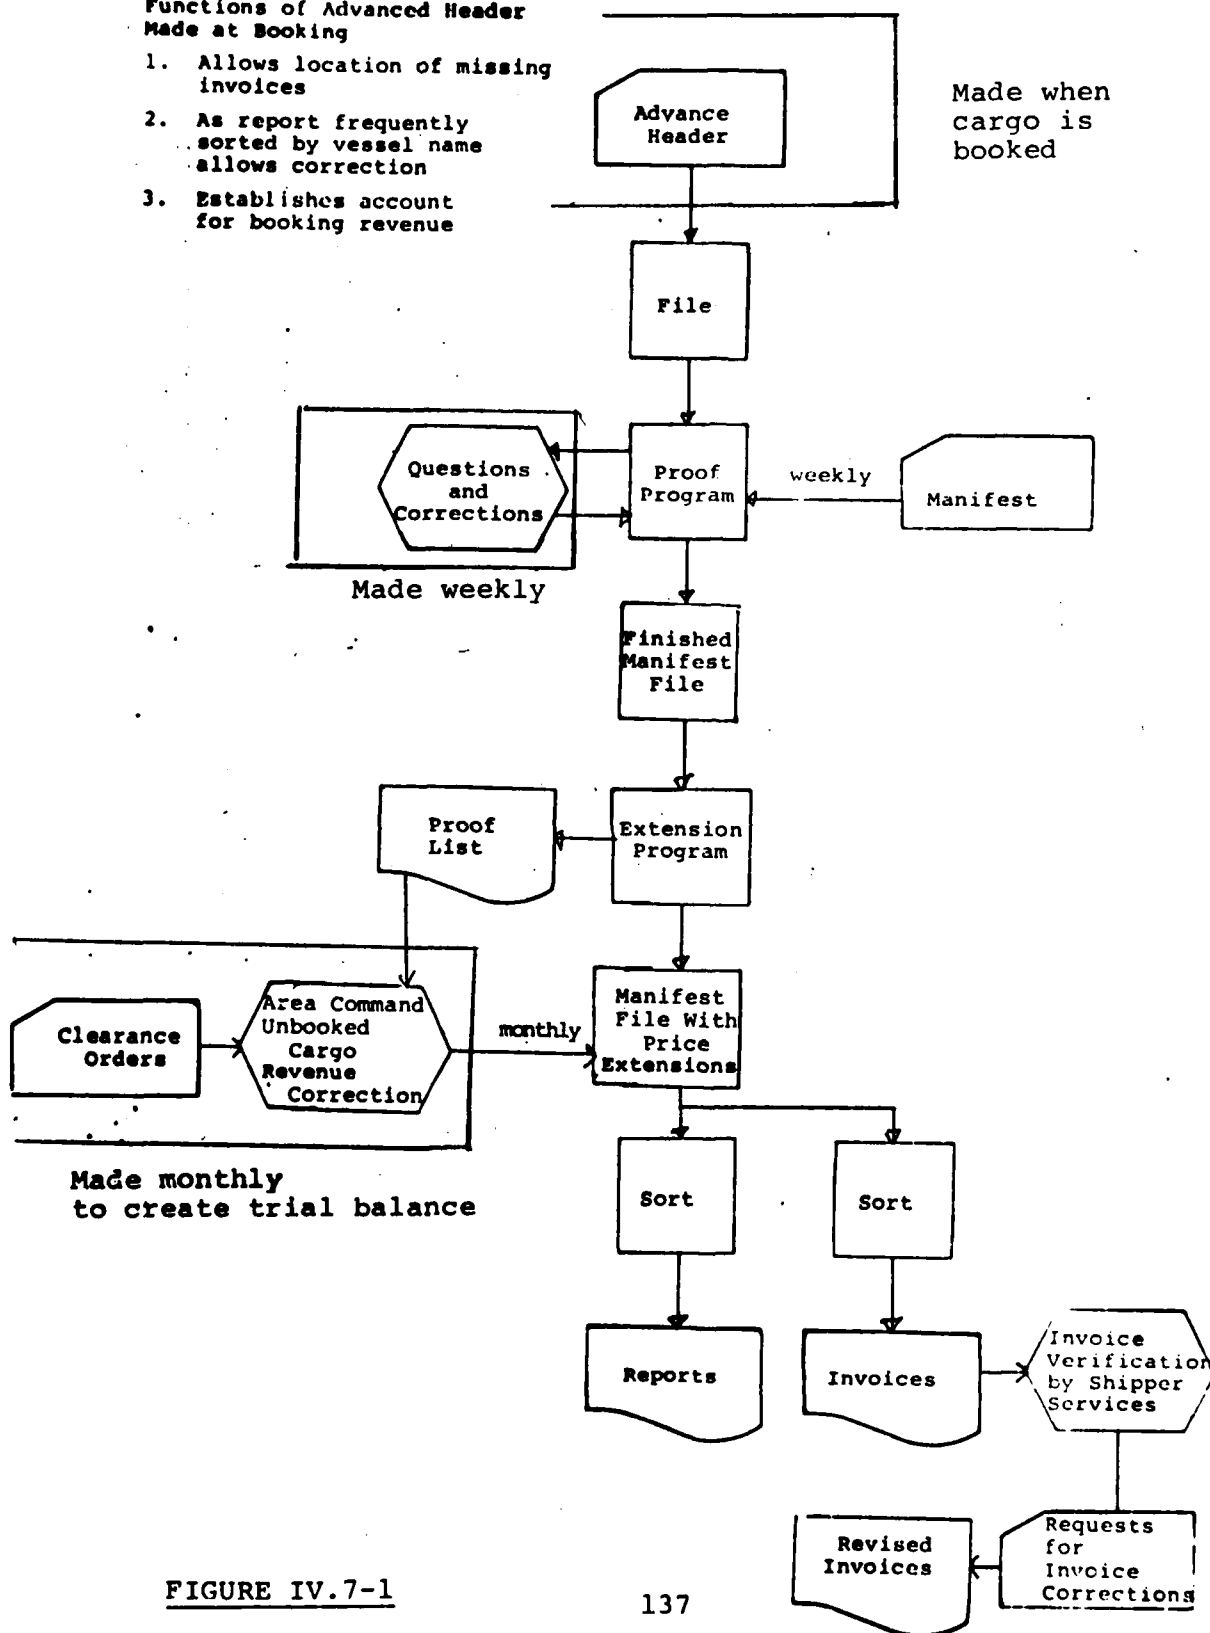 Functions of Advanced Header
Made at Booking
1. Allows location of missing
invoices
2. As report frequently
sorted by vessel name
allows correction
3. Establishes account
for booking revenue
Advance
Header
Made when
cargo is
booked
File
Questions
and
Corrections
Proof
Program
weekly
Manifest
Made weekly
Finished
Manifest
File
Proof
List
Extension
Program
Clearance
Orders
Area Command
Unbooked
Cargo
Revenue
Correction
monthly
Manifest
File With
Price
Extensions
Made monthly
to create trial balance
Sort
Sort
Reports
Invoices
Invoice
Verification
by Shipper
Services
Revised
Invoices
Requests
for
Invoice
Corrections
FIGURE IV.7-1
137